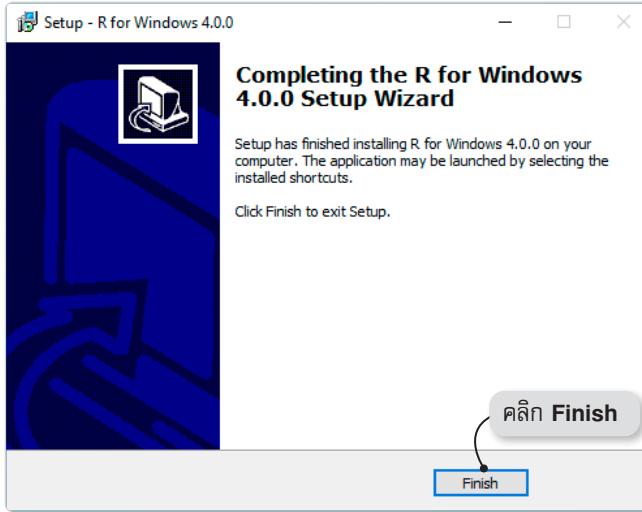 Setup - R for Windows 4.0.0
Completing the R for Windows
4.0.0 Setup Wizard
Setup has finished installing R for Windows 4.0.0 on your
computer. The application may be launched by selecting the
installed shortcuts.
Click Finish to exit Setup.
คลิก Finish
Finish